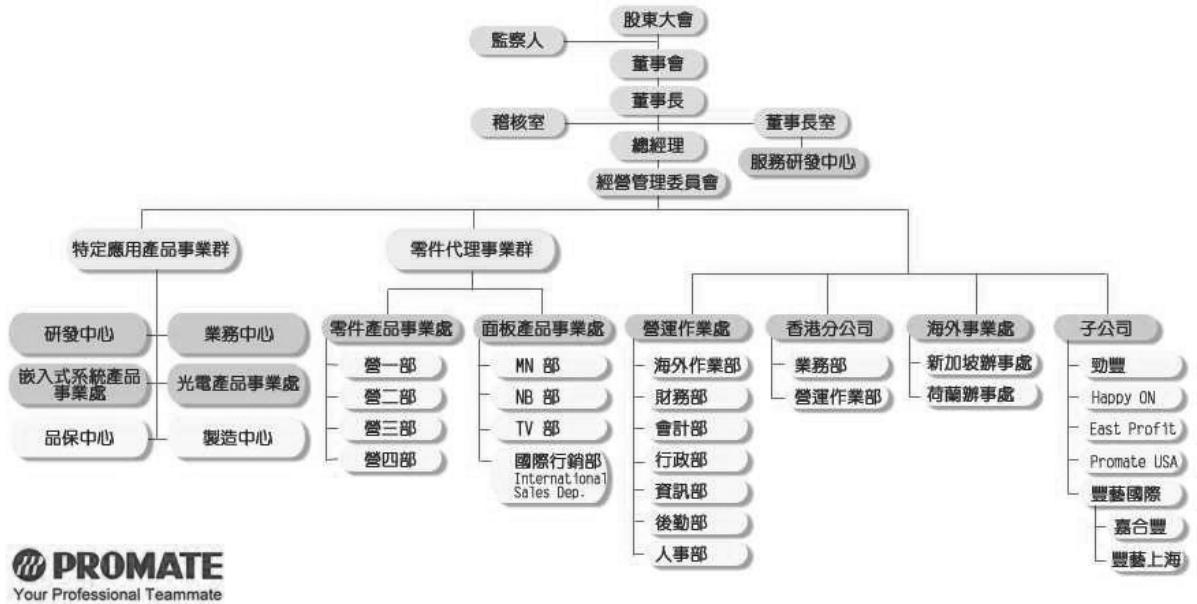 股東大會
監察人
董事會
董事長
稽核室
董事長室
總經理
服務研發中心
經營管理委員會
特定應用產品事業群
零件代理事業群
研發中心
業務中心
嵌入式系統產品
事業處
光電產品事業處
品保中心
製造中心
零件產品事業處
營一部
營二部
營三部
營四部
面板產品事業處
MN 部
NB 部
TV 部
國際行銷部
International
Sales Dep.
營運作業處
海外作業部
財務部
會計部
行政部
資訊部
後勤部
人事部
香港分公司
業務部
營運作業部
海外事業處
新加坡辦事處
荷蘭辦事處
子公司
勁豐
Happy ON
East Profit
Promate USA
豐藝國際
嘉合豐
豐藝上海
PROMATE
Your Professional Teammate